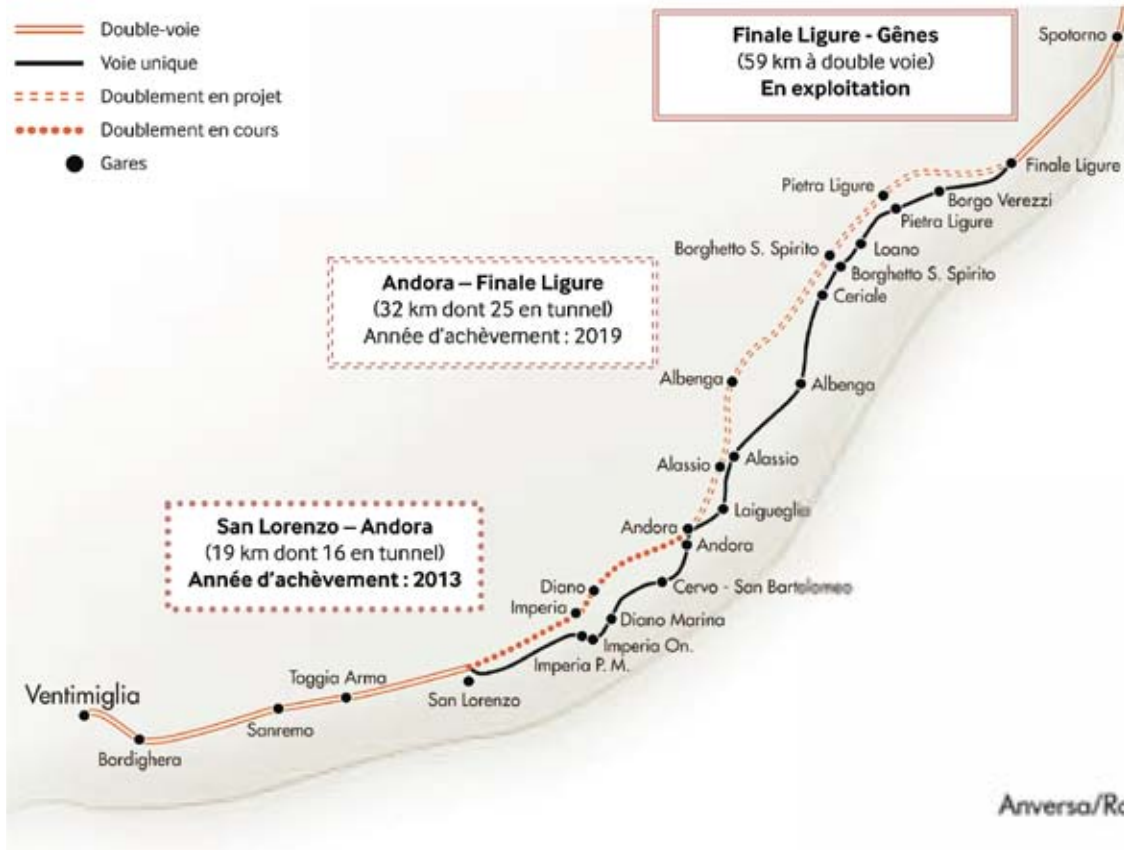 Double-voie
Voie unique
Doublement en projet
Doublement en cours
Gares
Finale Ligure - Gênes
(59 km à double voie)
En exploitation
Spotorno
Finale Ligure
Pietra Ligure
Borgo Verezzi
Pietra Ligure
Loano
Borghetto S. Spirito
Borghetto S. Spirito
Ceriale
Andora – Finale Ligure
(32 km dont 25 en tunnel)
Année d'achèvement : 2019
Albenga
Albenga
Alassio
Alassio
Laigueglia
San Lorenzo – Andora
(19 km dont 16 en tunnel)
Année d'achèvement : 2013
Andora
Andora
Diano
Cervo - San Bartolomeo
Imperia
Diano Marina
Imperia On.
Imperia P. M.
Taggia Arma
San Lorenzo
Ventimiglia
Sanremo
Bordighera
Anversa/Ro